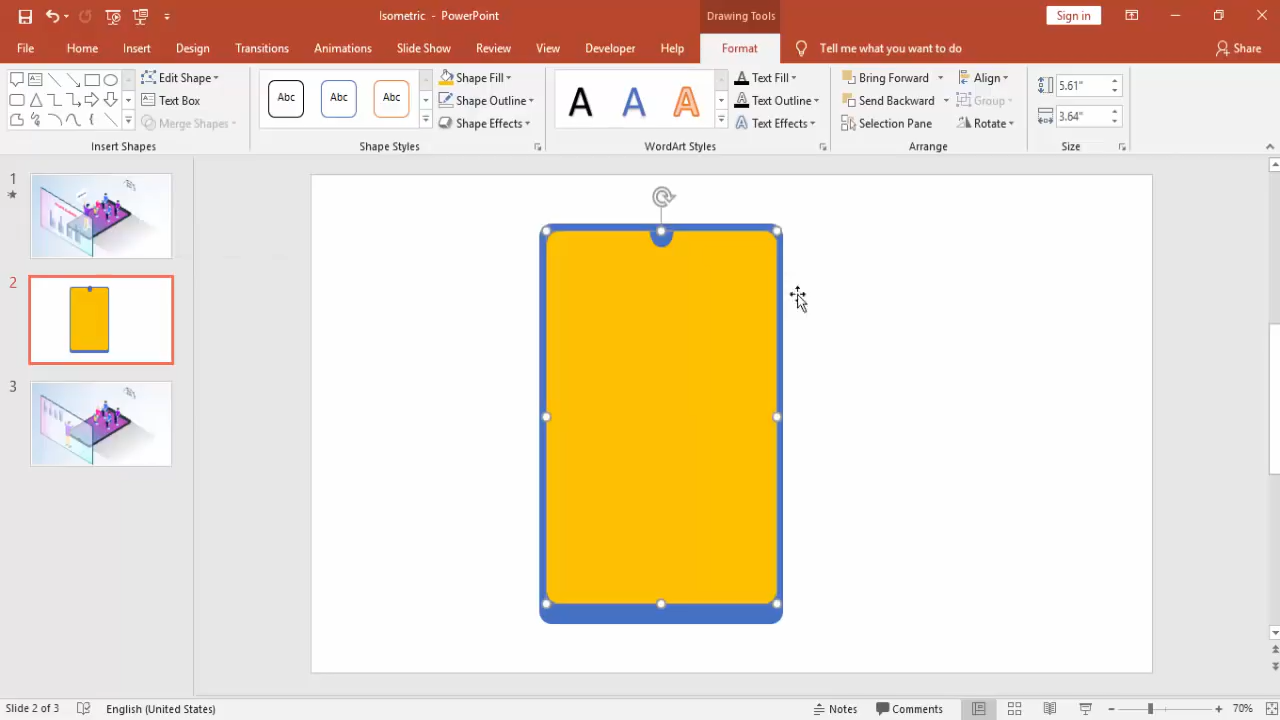 Isometric - PowerPoint
Drawing Tools
Sign in
File
Home
Insert
Design
Transitions
Animations
Slide Show
Review
View
Developer
Help
Format
Tell me what you want to do
Share
Edit Shape
Text Box
Merge Shapes
Insert Shapes
Abc
Abc
Abc
Shape Fill
Shape Outline
Shape Effects
Shape Styles
A
A
A
Text Fill
Text Outline
Text Effects
WordArt Styles
Bring Forward
Send Backward
Selection Pane
Align
Group
Rotate
Arrange
5.61"
3.64"
Size
1
2
3
Slide 2 of 3
English (United States)
Notes
Comments
70%